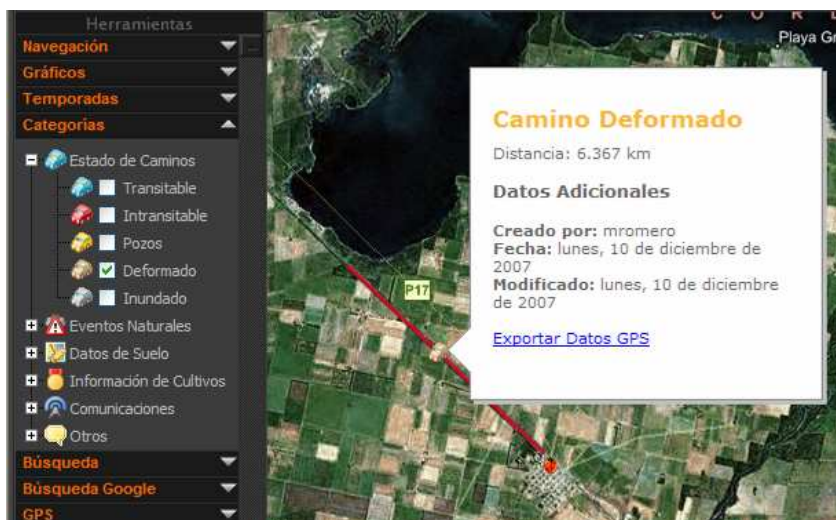 Herramientas
Navegación
Gráficos
Temporadas
Categorías
Estado de Caminos
Transitable
Intransitable
Pozos
Deformado
Inundado
Eventos Naturales
Datos de Suelo
Información de Cultivos
Comunicaciones
Otros
Búsqueda
Búsqueda Google
GPS
C O R
Playa Gr
P17
Camino Deformado
Distancia: 6.367 km
Datos Adicionales
Creado por: mromero
Fecha: lunes, 10 de diciembre de
2007
Modificado: lunes, 10 de diciembre
de 2007
Exportar Datos GPS